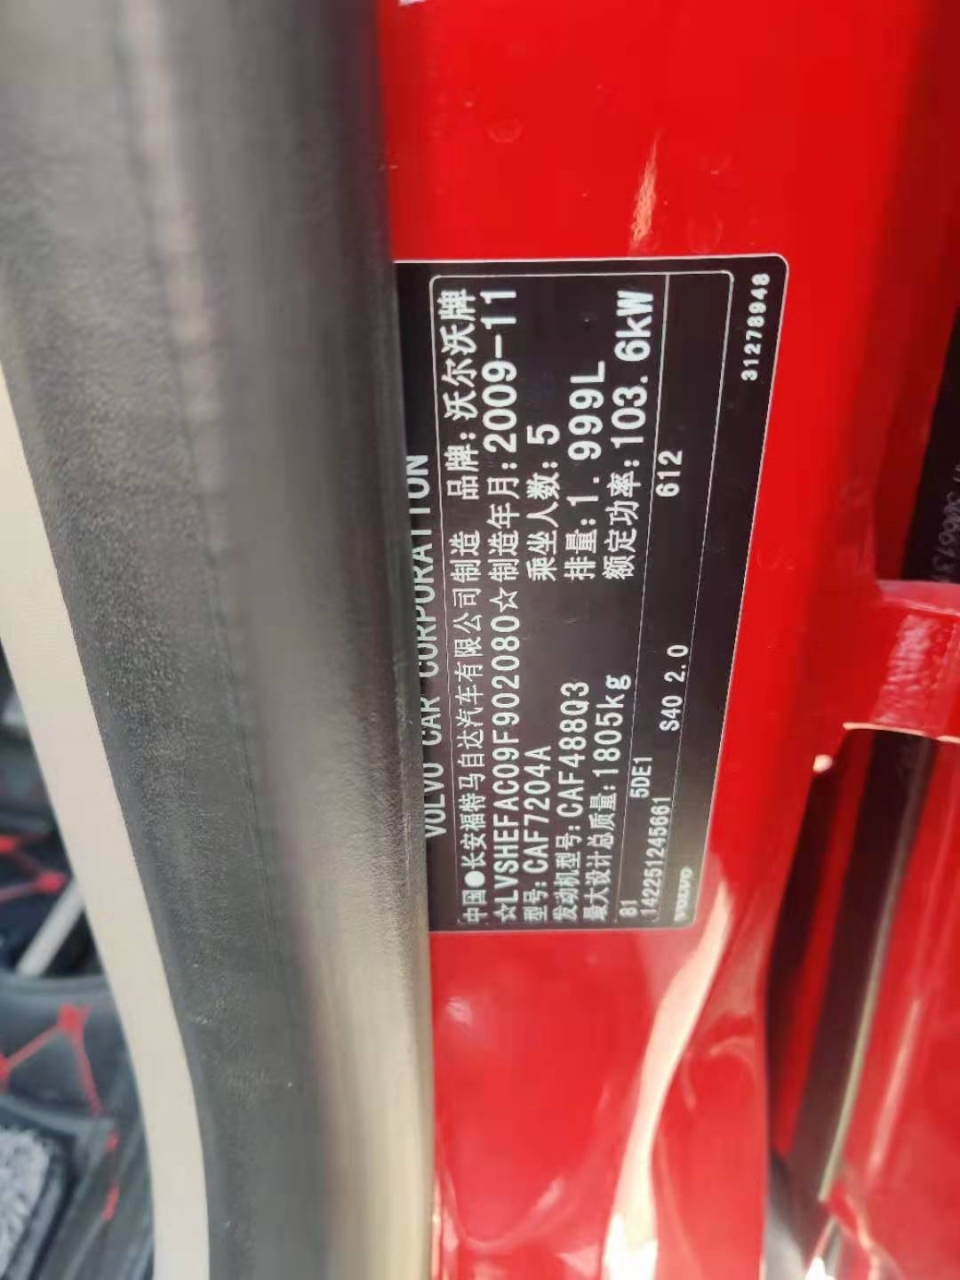 VOLVO CAR CORPORATION
中国●长安福特马自达汽车有限公司制造 品牌:沃尔沃牌
☆LVSHEFAC09F902080☆制造年月:2009-11
型号:CAF7204A 乘坐人数:5
发动机型号:CAF488Q3 排量:1.999L
最大设计总质量:1805kg 额定功率:103.6kW
81 5DE1
142251245661 S40 2.0 612
VOLVO 31278948